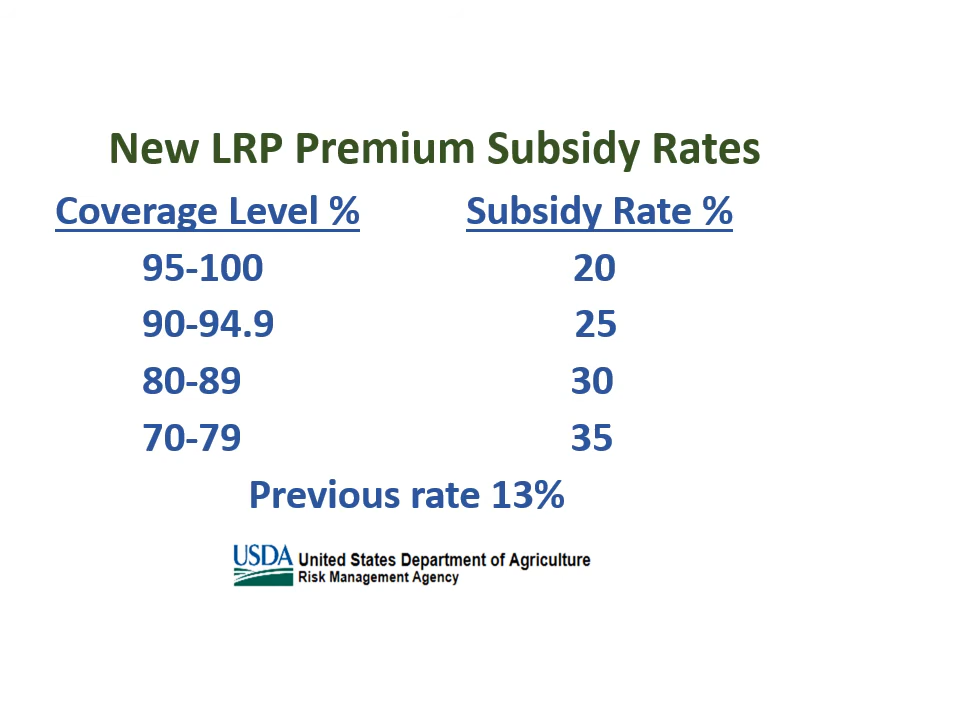 New LRP Premium Subsidy Rates
Coverage Level % Subsidy Rate %
95-100 20
90-94.9 25
80-89 30
70-79 35
Previous rate 13%
USDA United States Department of Agriculture
Risk Management Agency